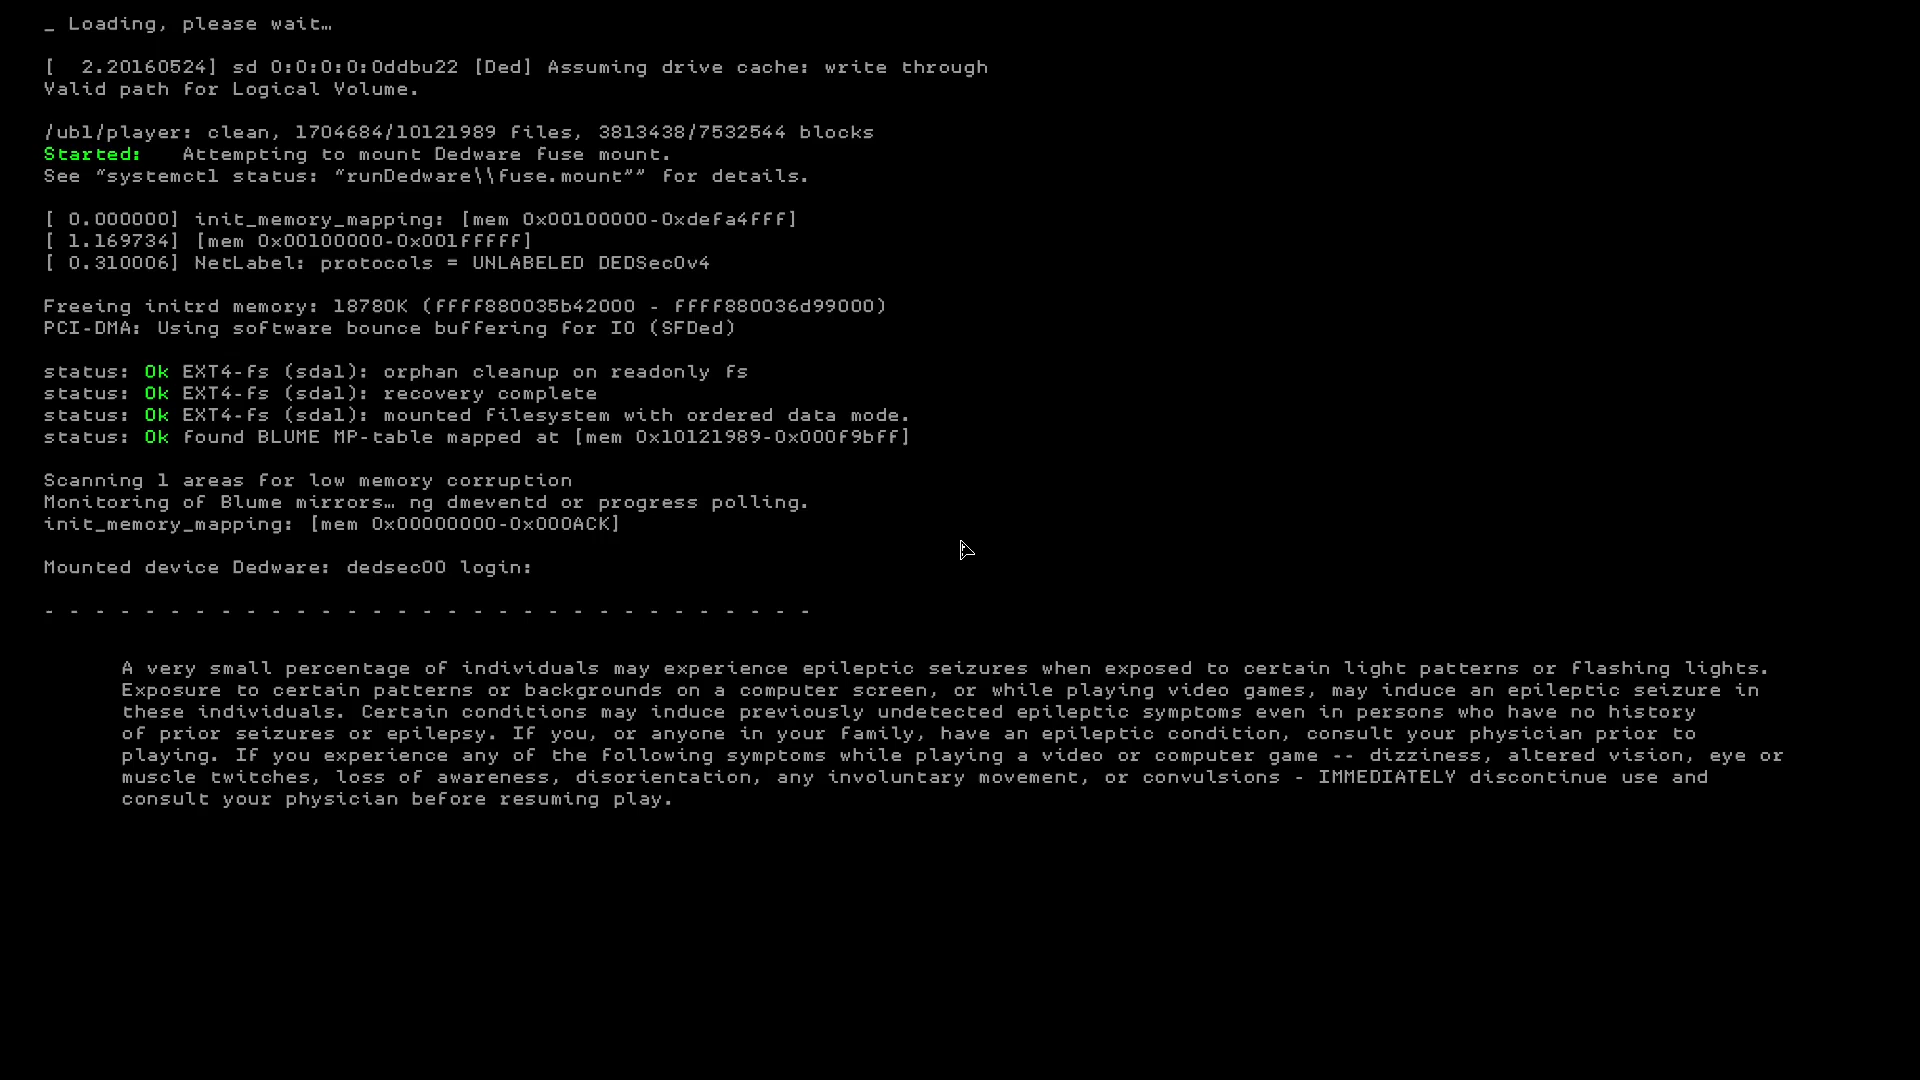 _ Loading, please wait…
[  2.20160524] sd 0:0:0:0:0ddbu22 [Ded] Assuming drive cache: write through
Valid path for Logical Volume.
/ubl/player: clean, 1704684/10121989 files, 3813438/7532544 blocks
Started:   Attempting to mount Dedware fuse mount.
See “systemctl status: “runDedware\\fuse.mount”” for details.
[ 0.000000] init_memory_mapping: [mem 0x00100000-0xdefa4fff]
[ 1.169734] [mem 0x00100000-0x001fffff]
[ 0.310006] NetLabel: protocols = UNLABELED DEDSecOv4
Freeing initrd memory: 18780K (ffff880035b42000 - ffff880036d99000)
PCI-DMA: Using software bounce buffering for IO (SFDed)
status: Ok EXT4-fs (sda1): orphan cleanup on readonly fs
status: Ok EXT4-fs (sda1): recovery complete
status: Ok EXT4-fs (sda1): mounted filesystem with ordered data mode.
status: Ok found BLUME MP-table mapped at [mem 0x10121989-0x000f9bff]
Scanning 1 areas for low memory corruption
Monitoring of Blume mirrors… ng dmeventd or progress polling.
init_memory_mapping: [mem 0x00000000-0x000ACK]
Mounted device Dedware: dedsec00 login:
- - - - - - - - - - - - - - - - - - - - - - - - - - - - - - -
A very small percentage of individuals may experience epileptic seizures when exposed to certain light patterns or flashing lights.
Exposure to certain patterns or backgrounds on a computer screen, or while playing video games, may induce an epileptic seizure in
these individuals. Certain conditions may induce previously undetected epileptic symptoms even in persons who have no history
of prior seizures or epilepsy. If you, or anyone in your family, have an epileptic condition, consult your physician prior to
playing. If you experience any of the following symptoms while playing a video or computer game -- dizziness, altered vision, eye or
muscle twitches, loss of awareness, disorientation, any involuntary movement, or convulsions - IMMEDIATELY discontinue use and
consult your physician before resuming play.